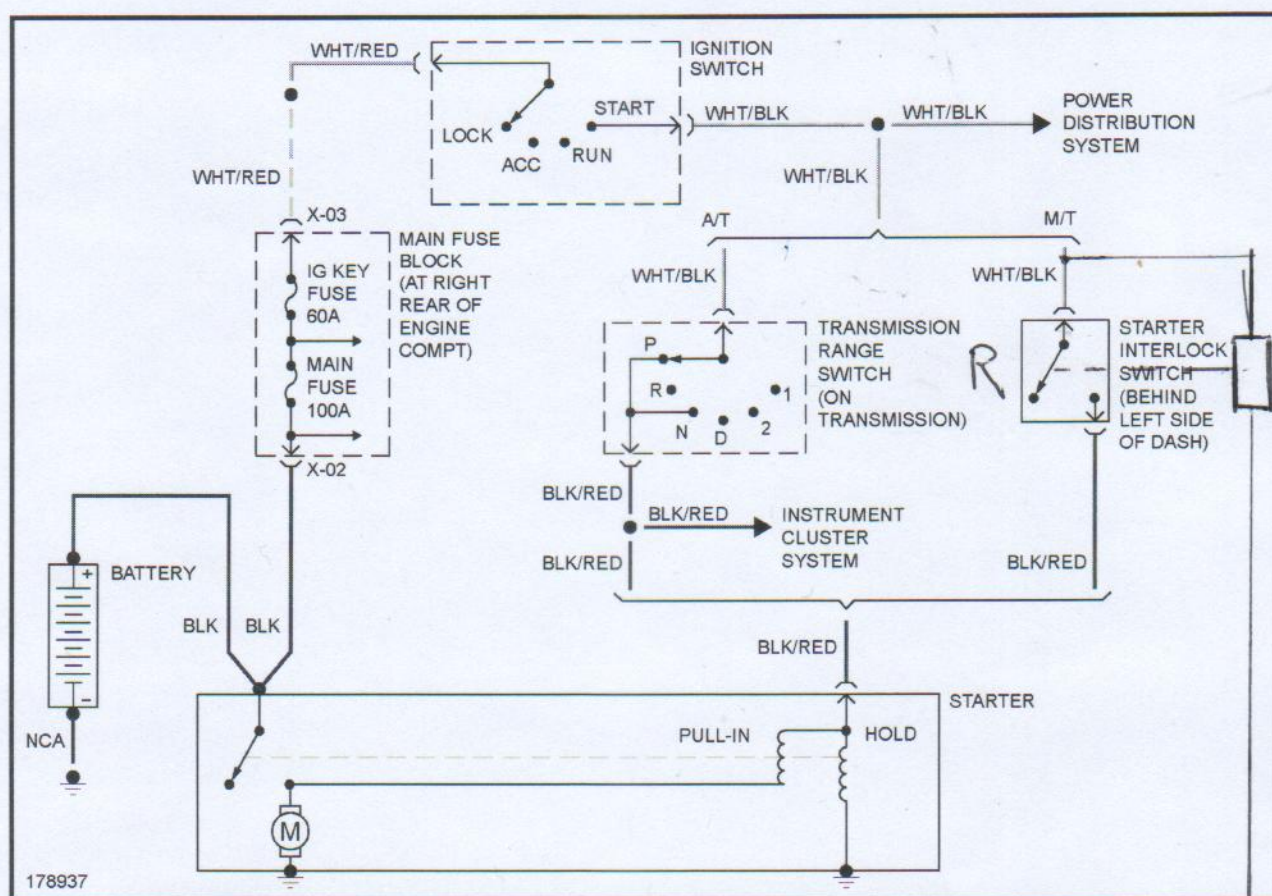 WHT/RED
IGNITION
SWITCH
START
LOCK
ACC
RUN
WHT/BLK
WHT/BLK
POWER
DISTRIBUTION
SYSTEM
WHT/RED
WHT/BLK
X-03
A/T
M/T
MAIN FUSE
BLOCK
(AT RIGHT
REAR OF
ENGINE
COMPT)
IG KEY
FUSE
60A
MAIN
FUSE
100A
X-02
WHT/BLK
WHT/BLK
P
R
N
D
2
1
TRANSMISSION
RANGE
SWITCH
(ON
TRANSMISSION)
R
STARTER
INTERLOCK
SWITCH
(BEHIND
LEFT SIDE
OF DASH)
BLK/RED
BLK/RED
INSTRUMENT
CLUSTER
SYSTEM
BLK/RED
BLK/RED
+
BATTERY
-
BLK
BLK
NCA
BLK/RED
STARTER
PULL-IN
HOLD
M
178937